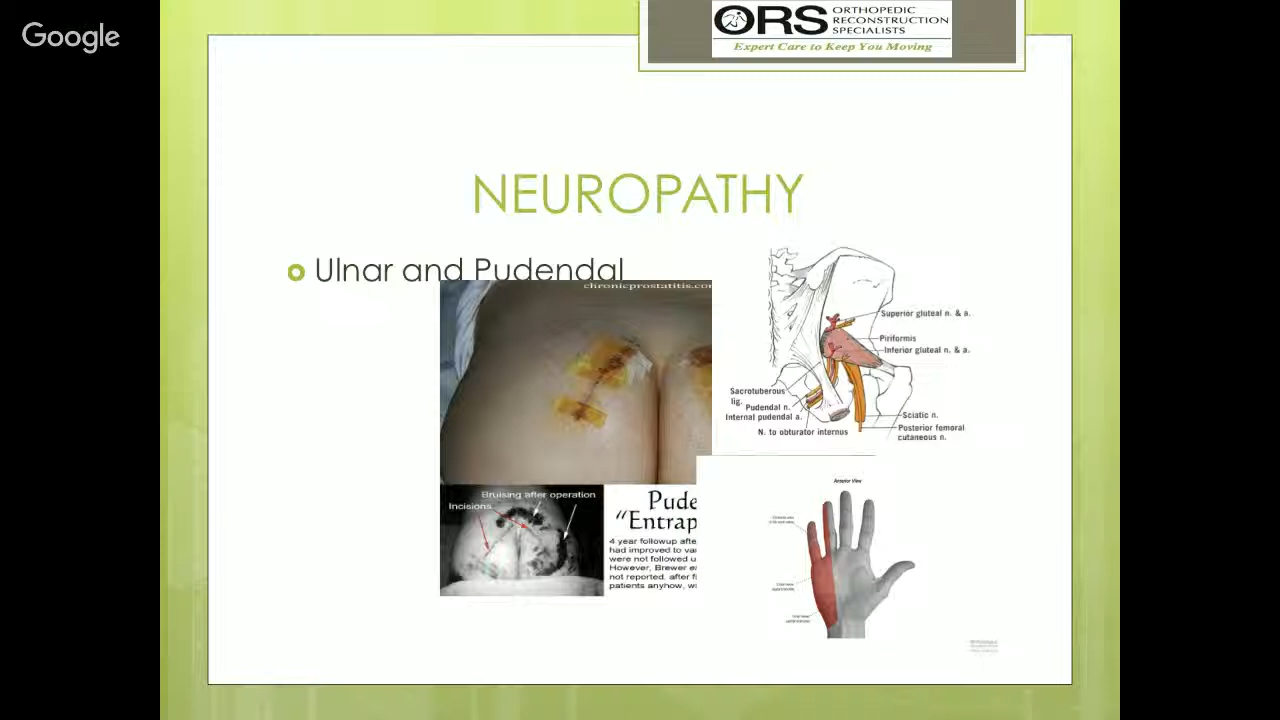 Google
ORS
ORTHOPEDIC
RECONSTRUCTION
SPECIALISTS
Expert Care to Keep You Moving
NEUROPATHY
Ulnar and Pudendal
chronicprostatitis.com
Superior gluteal n. & a.
Piriformis
Inferior gluteal n. & a.
Sacrotuberous
lig.
Pudendal n.
Internal pudendal a.
N. to obturator internus
Sciatic n.
Posterior femoral
cutaneous n.
Bruising after operation
Incisions
Pude
“Entrap
4 year followup afte
had improved to va
were not followed u
However, Brewer e
not reported. after f
patients anyhow, w
Anterior View